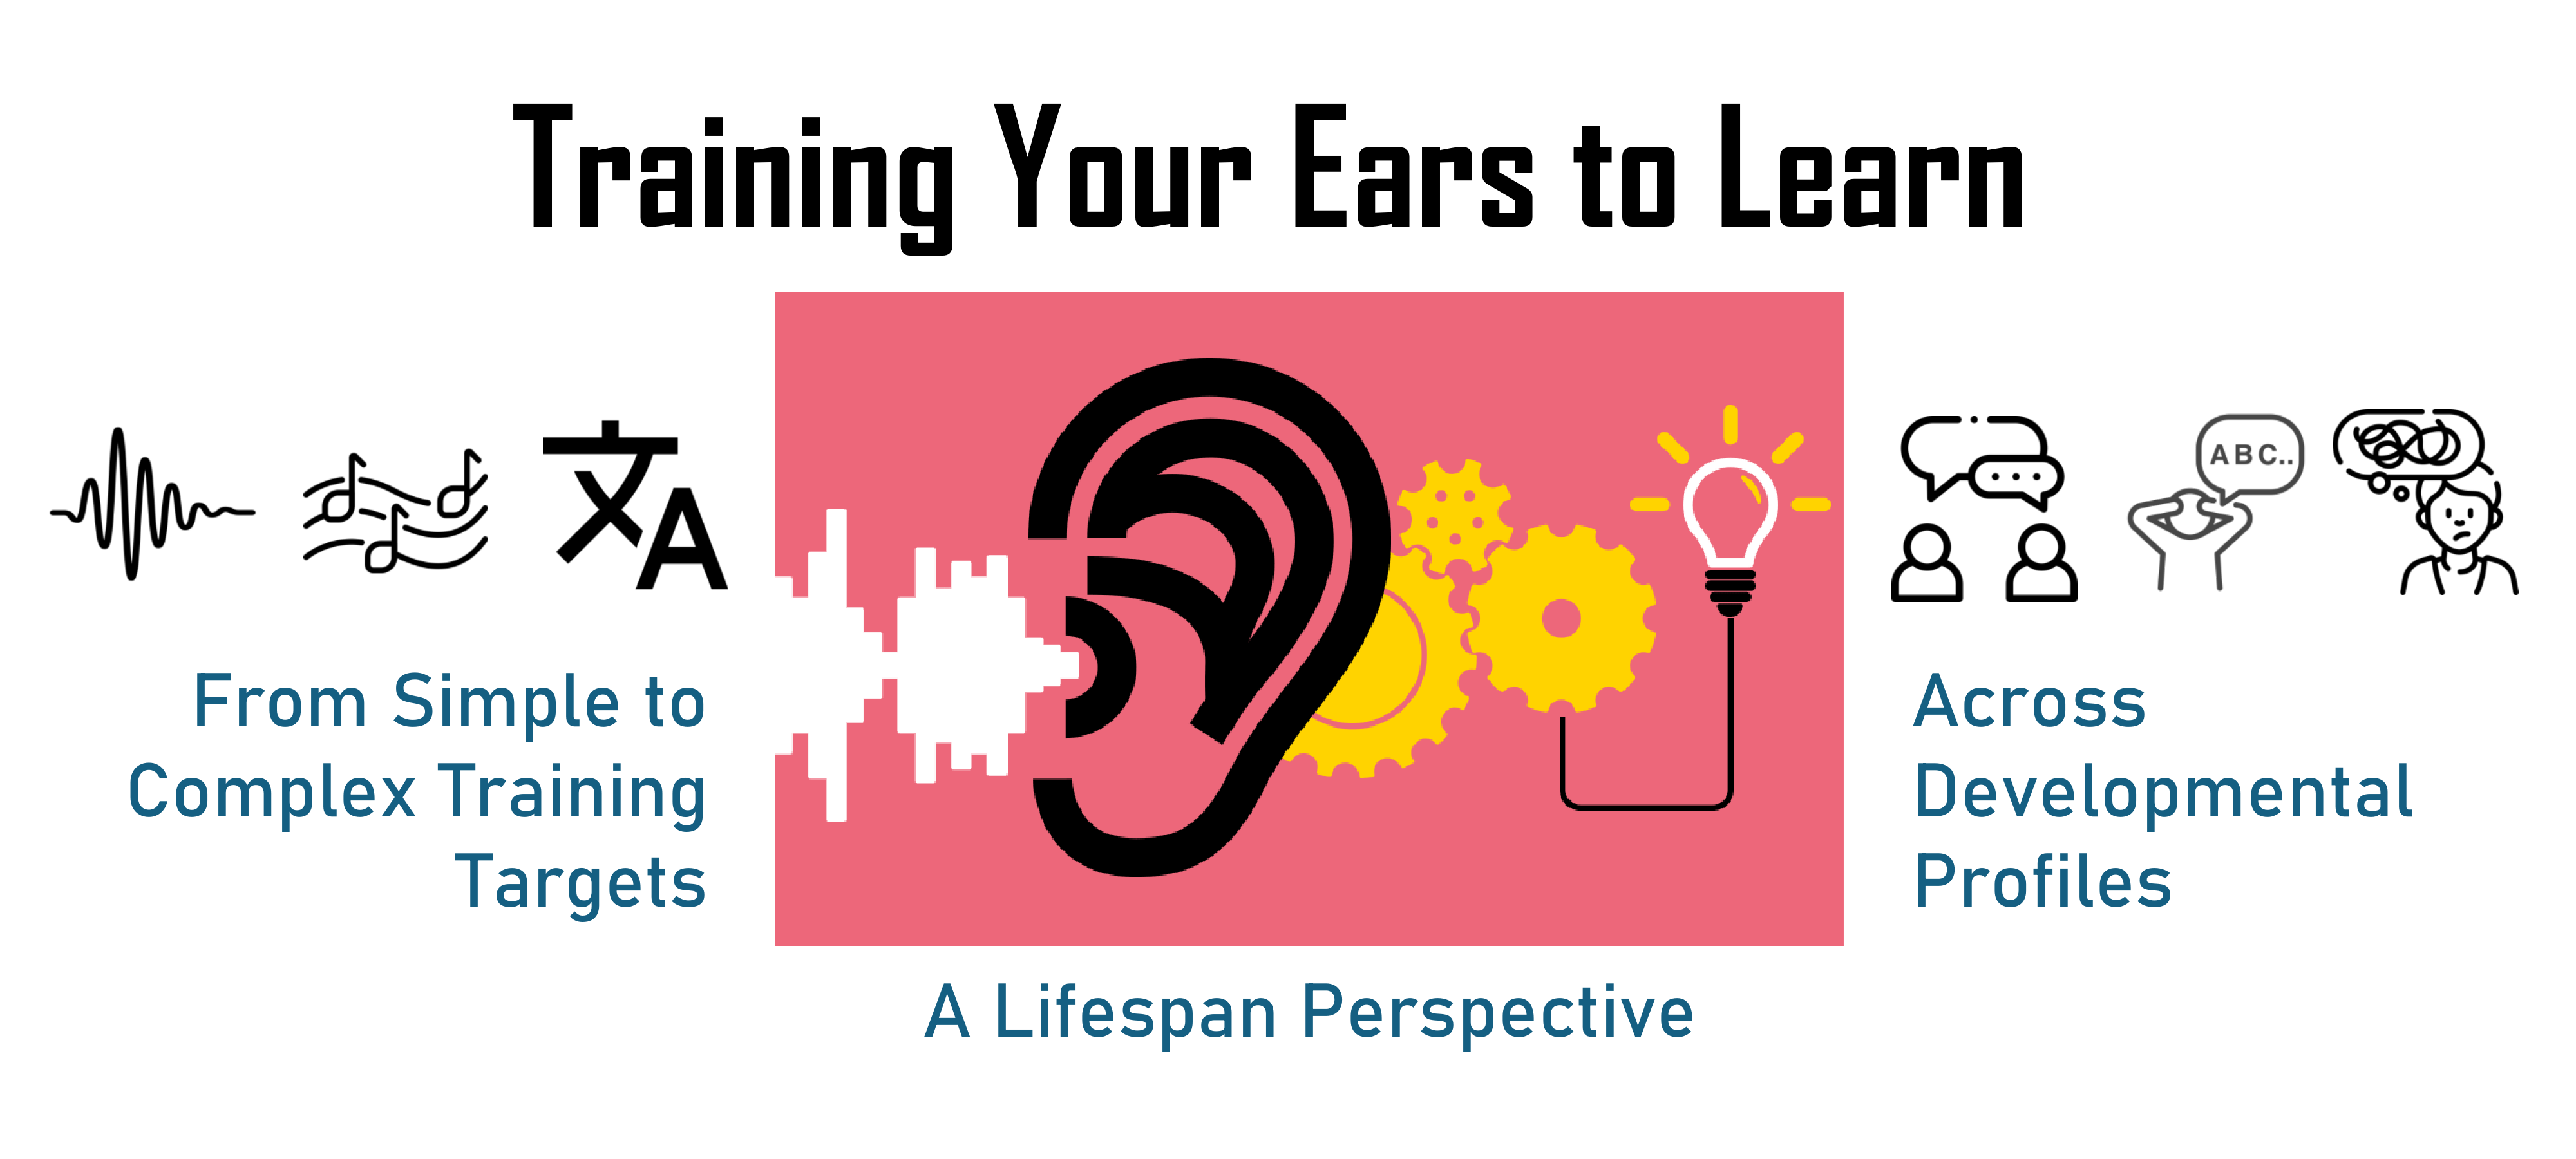 Training Your Ears to Learn
文A
ABC..
From Simple to
Complex Training
Targets
Across
Developmental
Profiles
A Lifespan Perspective